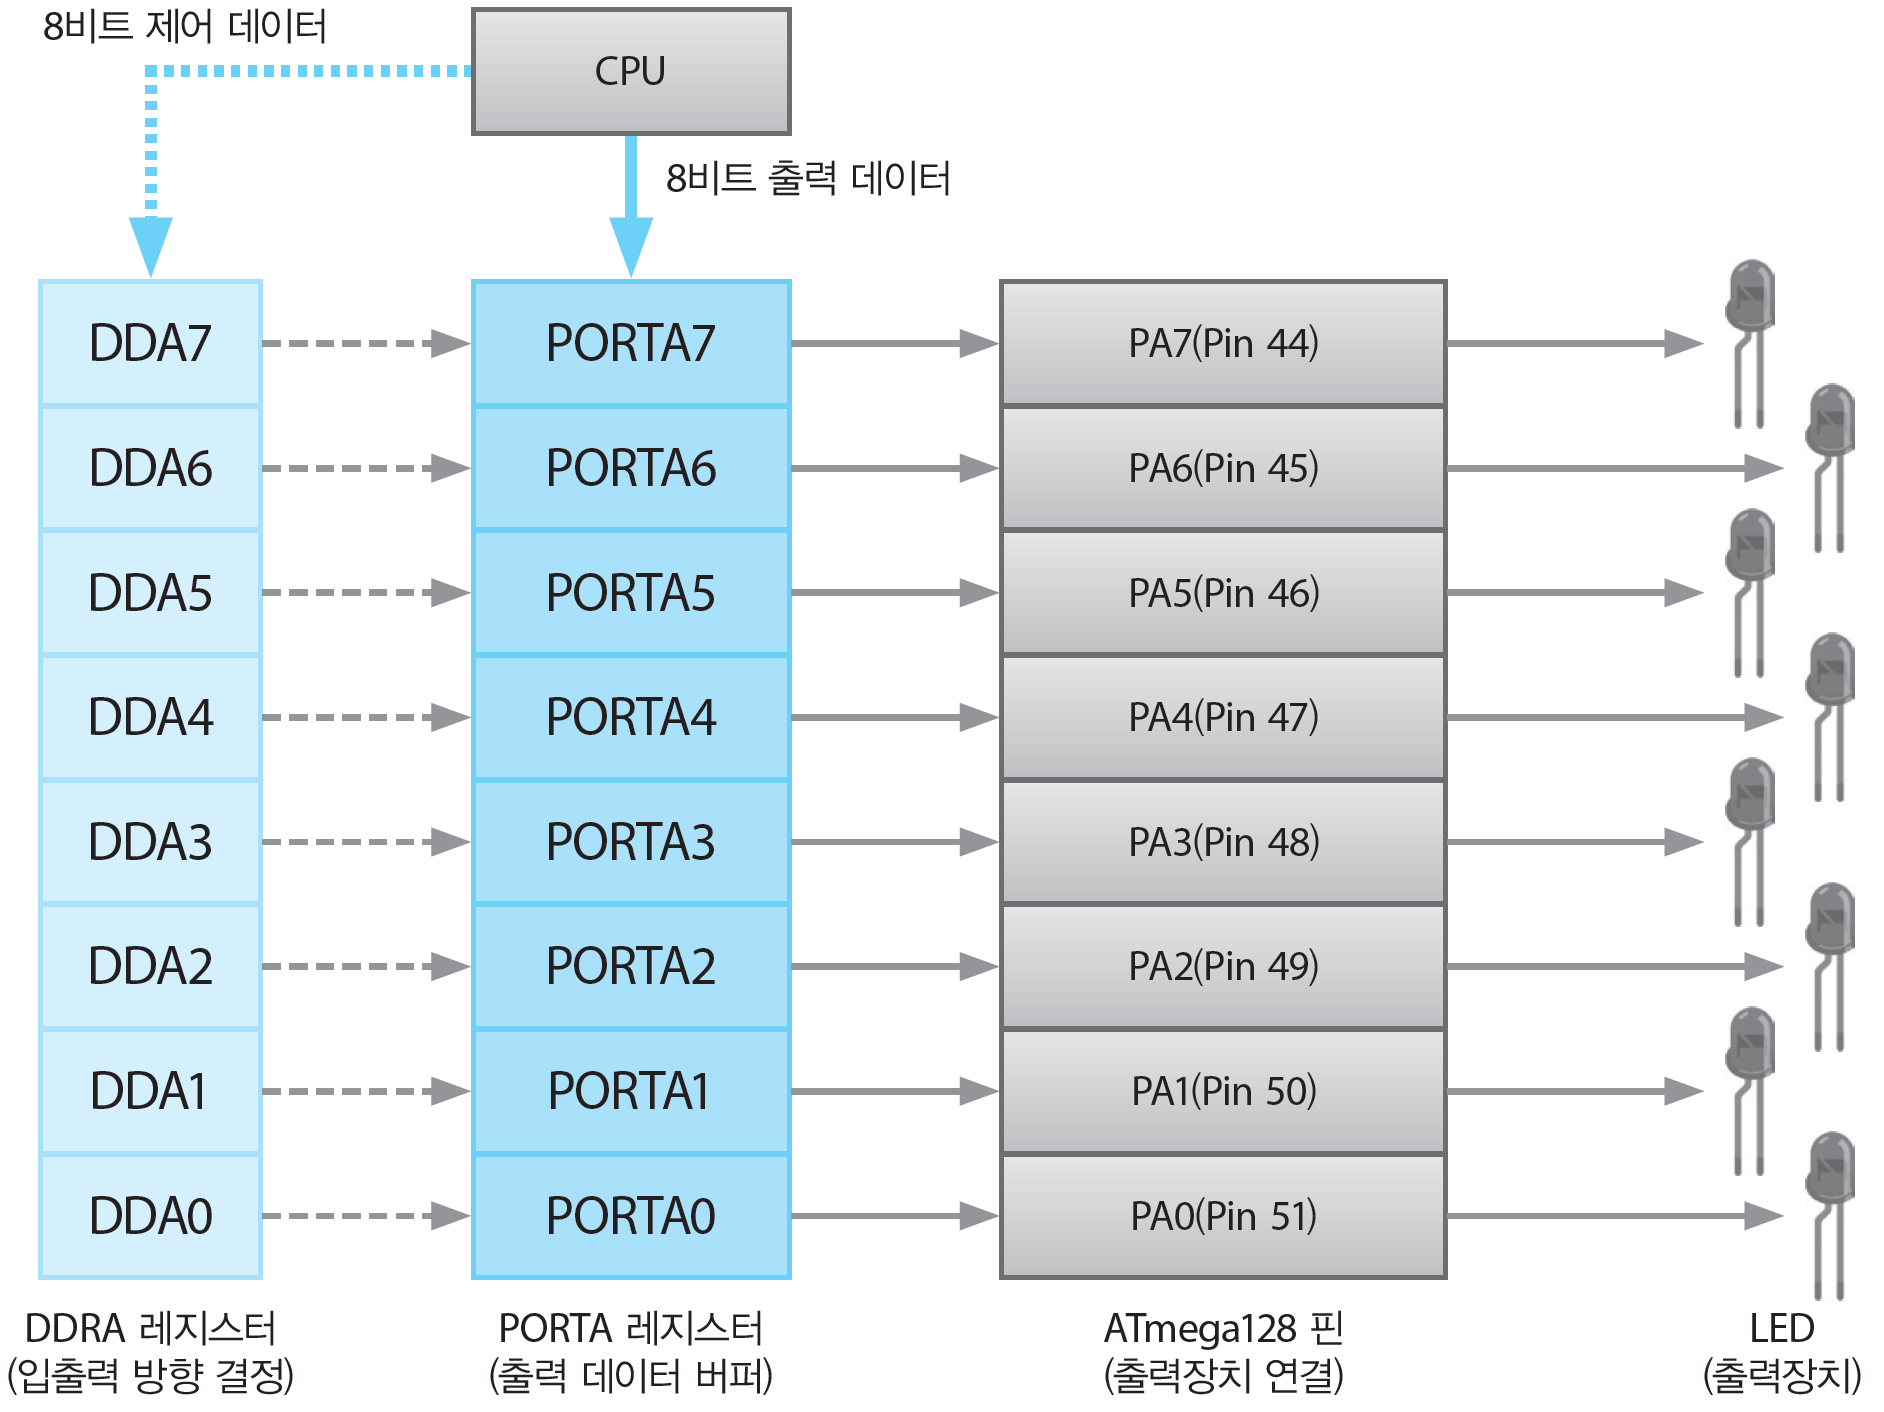 8비트 제어 데이터
CPU
8비트 출력 데이터
DDA7
PORTA7
PA7(Pin 44)
DDA6
PORTA6
PA6(Pin 45)
DDA5
PORTA5
PA5(Pin 46)
DDA4
PORTA4
PA4(Pin 47)
DDA3
PORTA3
PA3(Pin 48)
DDA2
PORTA2
PA2(Pin 49)
DDA1
PORTA1
PA1(Pin 50)
DDA0
PORTA0
PA0(Pin 51)
DDRA 레지스터
(입출력 방향 결정)
PORTA 레지스터
(출력 데이터 버퍼)
ATmega128 핀
(출력장치 연결)
LED
(출력장치)